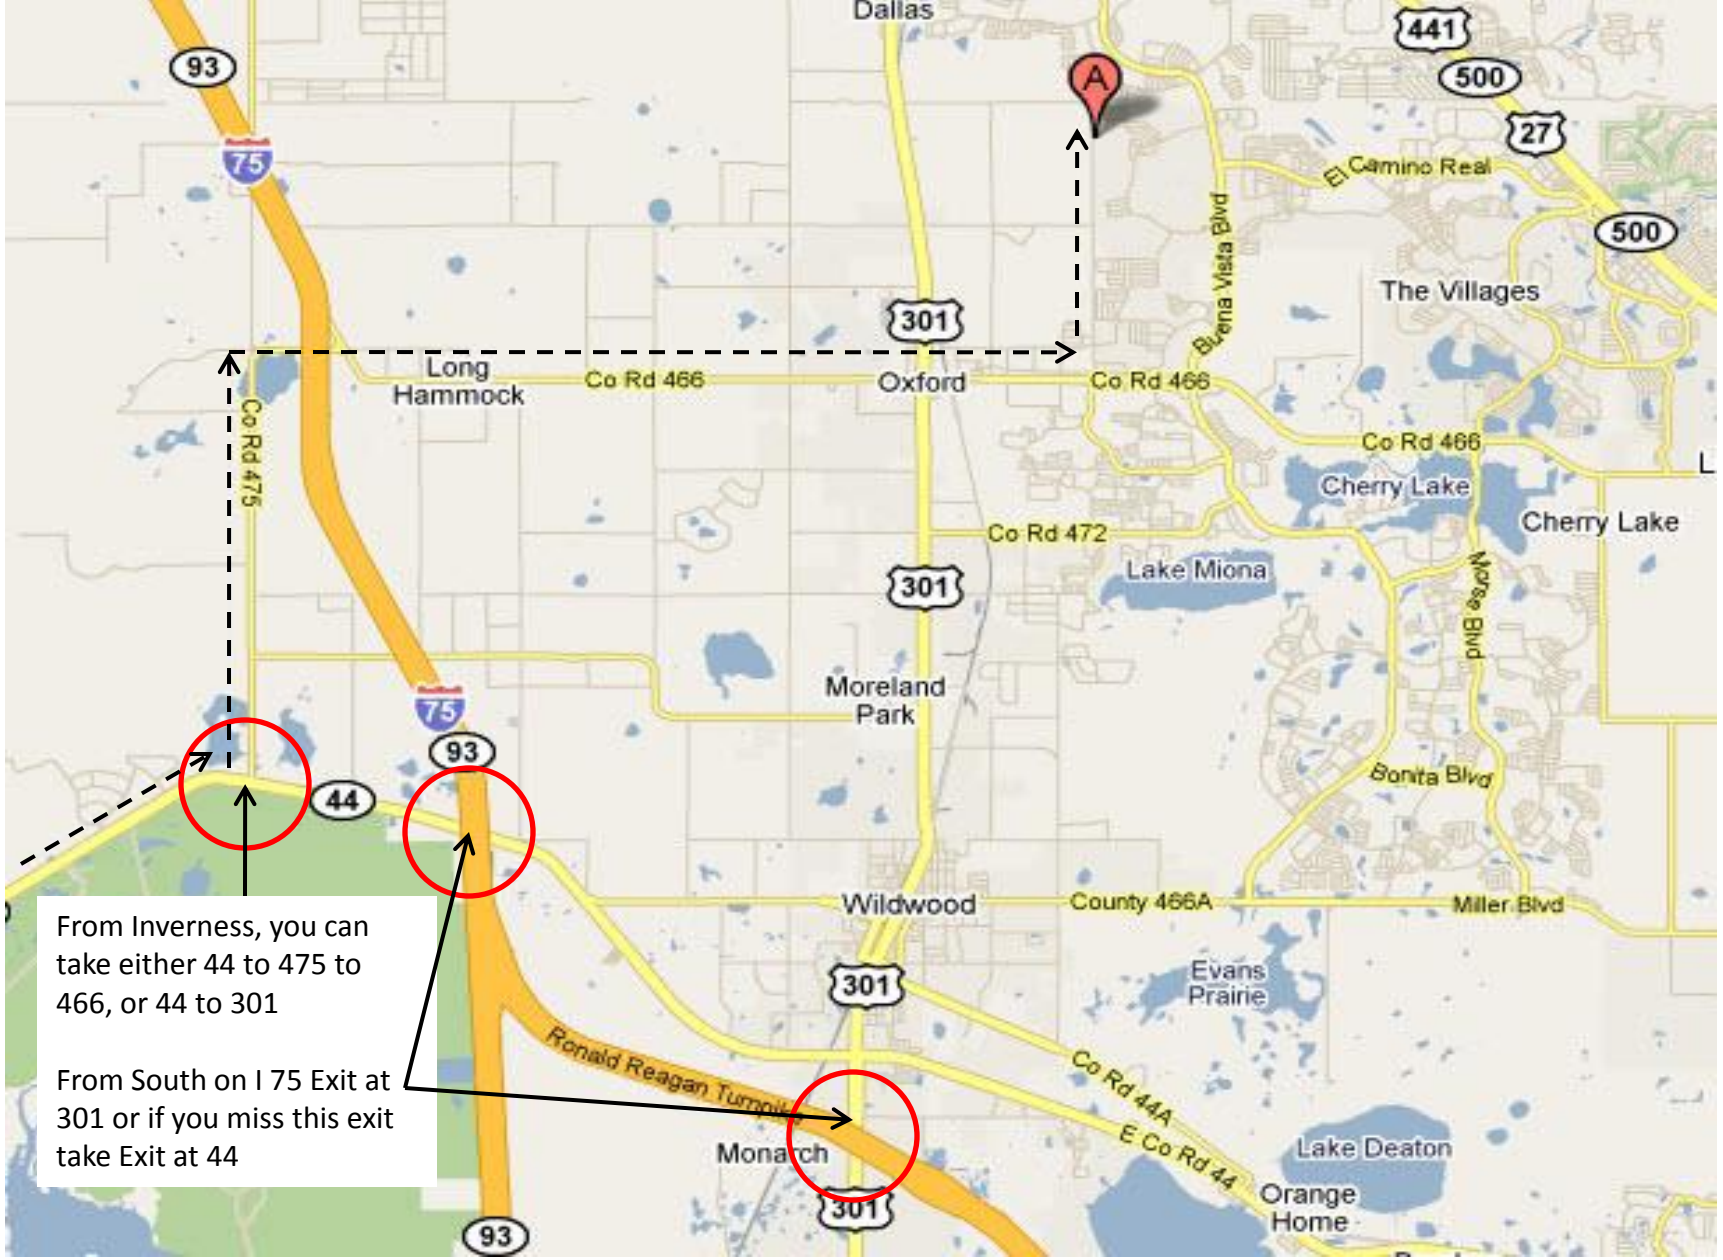 Dallas
441
93
500
A
27
75
El Camino Real
Buena Vista Blvd
500
The Villages
301
Long
Hammock
Co Rd 466
Oxford
Co Rd 466
Co Rd 475
Co Rd 466
L
Cherry Lake
Cherry Lake
Co Rd 472
Lake Miona
301
Morse Blvd
Moreland
Park
75
93
Bonita Blvd
44
Wildwood
County 466A
Miller Blvd
From Inverness, you can
take either 44 to 475 to
466, or 44 to 301
Evans
Prairie
301
Ronald Reagan Turnpike
Co Rd 44A
From South on I 75 Exit at
301 or if you miss this exit
take Exit at 44
E Co Rd 44
Monarch
Lake Deaton
Orange
Home
301
93